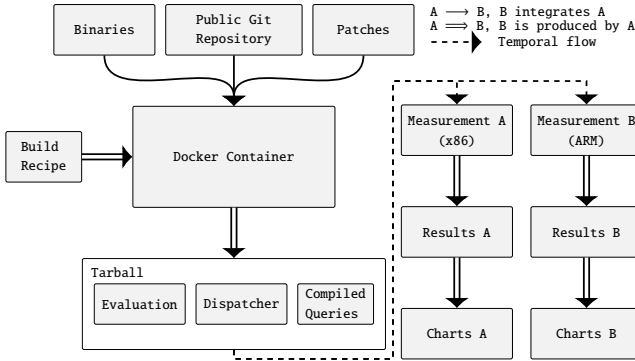 Binaries
Public Git
Repository
Patches
A ⟶ B, B integrates A
A ⟹ B, B is produced by A
Temporal flow
Build
Recipe
Docker Container
Measurement A
(x86)
Measurement B
(ARM)
Results A
Results B
Tarball
Evaluation
Dispatcher
Compiled
Queries
Charts A
Charts B